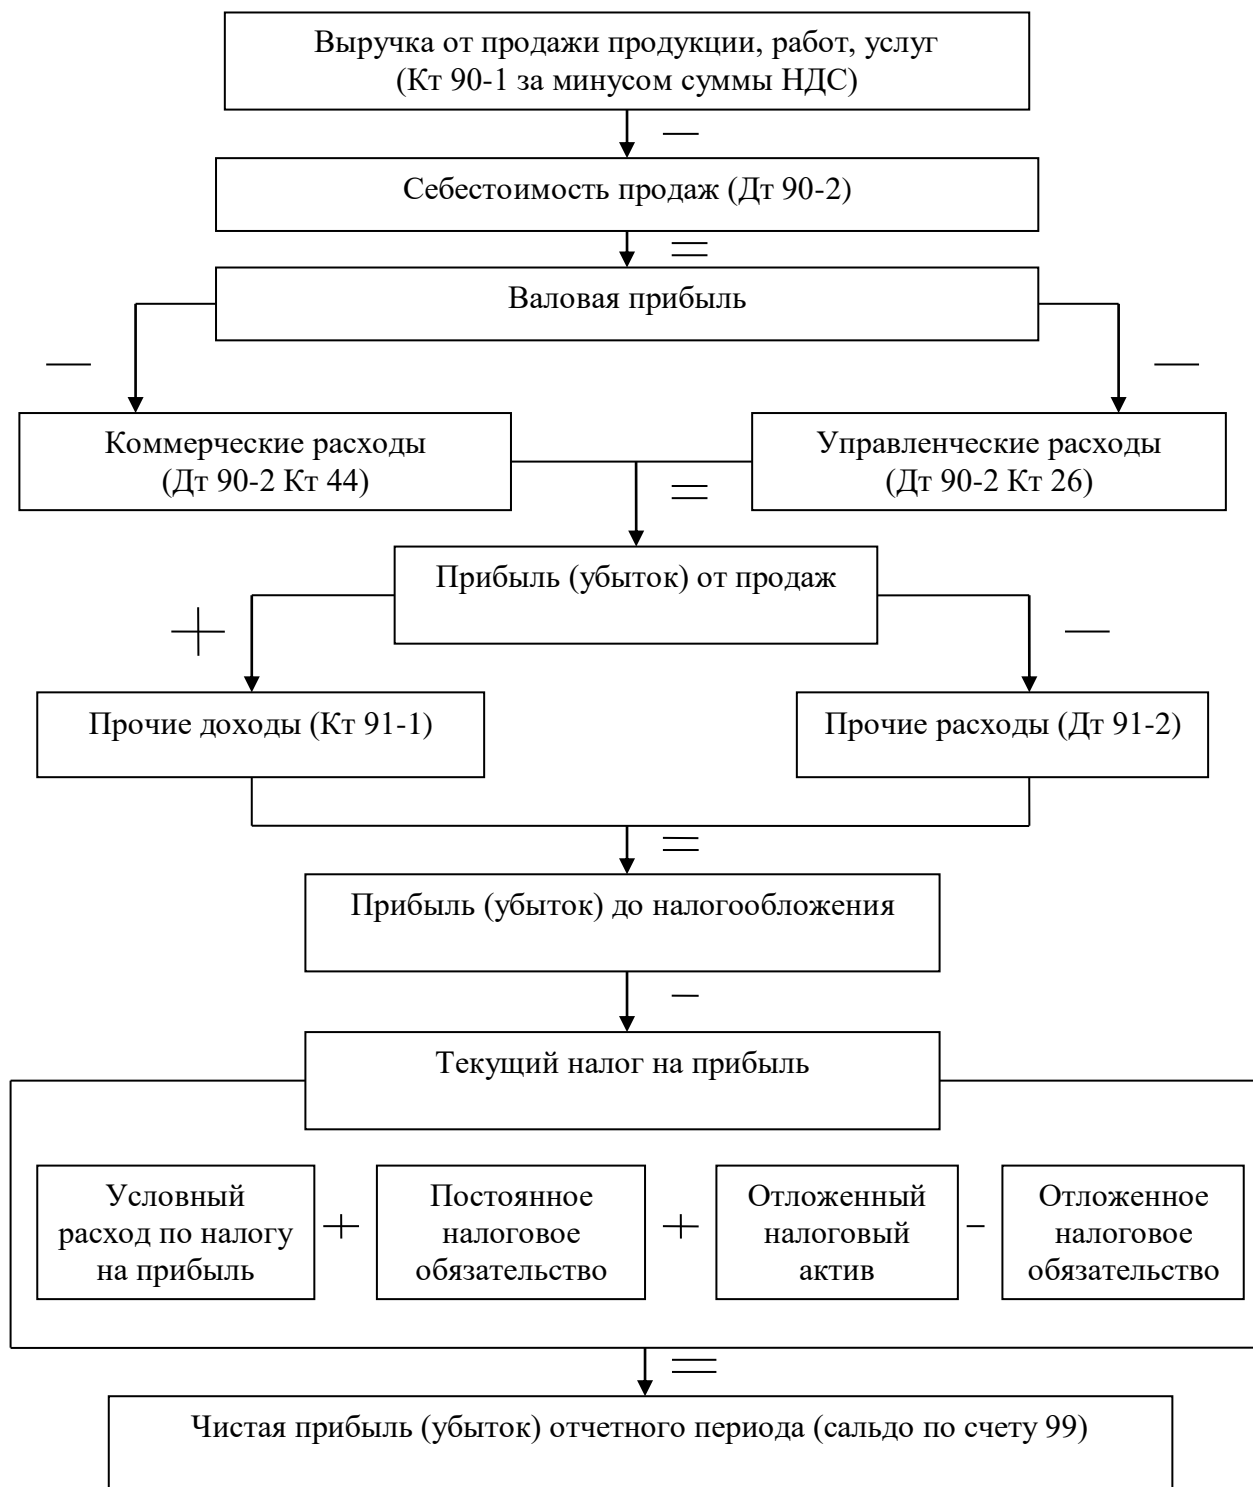 Выручка от продажи продукции, работ, услуг
(Кт 90-1 за минусом суммы НДС)
—
Себестоимость продаж (Дт 90-2)
=
Валовая прибыль
—
—
Коммерческие расходы
(Дт 90-2 Кт 44)
Управленческие расходы
(Дт 90-2 Кт 26)
=
Прибыль (убыток) от продаж
+
—
Прочие доходы (Кт 91-1)
Прочие расходы (Дт 91-2)
=
Прибыль (убыток) до налогообложения
–
Текущий налог на прибыль
Условный
расход по налогу
на прибыль
+
Постоянное
налоговое
обязательство
+
Отложенный
налоговый
актив
–
Отложенное
налоговое
обязательство
=
Чистая прибыль (убыток) отчетного периода (сальдо по счету 99)